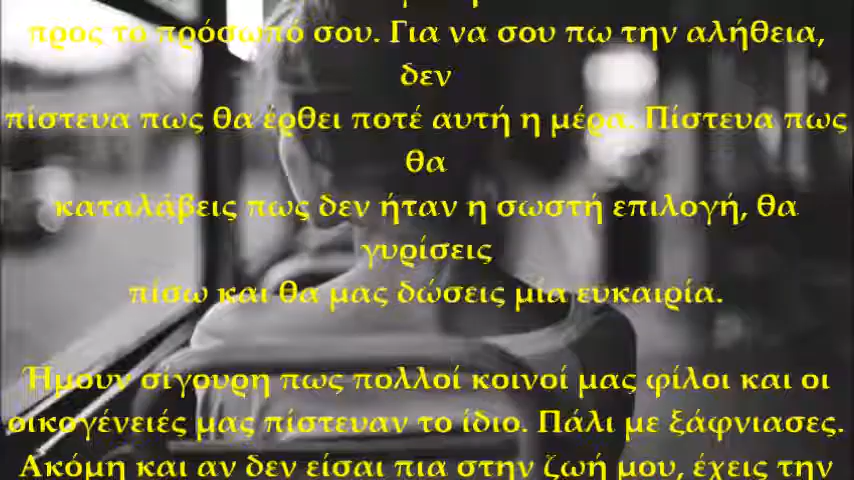 προς το πρόσωπό σου. Για να σου πω την αλήθεια,
δεν
πίστευα πως θα έρθει ποτέ αυτή η μέρα. Πίστευα πως
θα
καταλάβεις πως δεν ήταν η σωστή επιλογή, θα
γυρίσεις
πίσω και θα μας δώσεις μία ευκαιρία.
Ήμουν σίγουρη πως πολλοί κοινοί μας φίλοι και οι
οικογένειές μας πίστευαν το ίδιο. Πάλι με ξάφνιασες.
Ακόμη και αν δεν είσαι πια στην ζωή μου, έχεις την